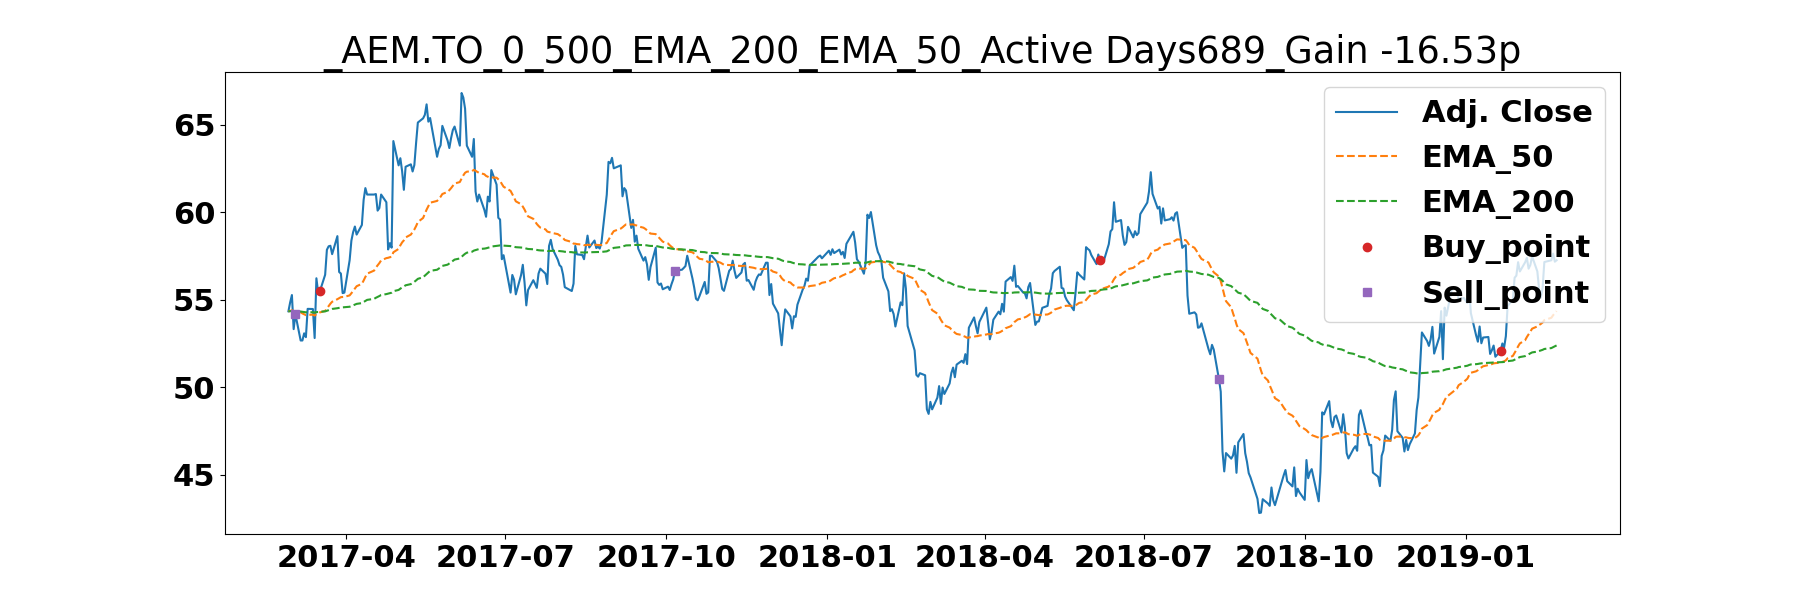 _AEM.TO_0_500_EMA_200_EMA_50_Active Days689_Gain -16.53p
65
60
55
50
45
Adj. Close
EMA_50
EMA_200
Buy_point
Sell_point
2017-04 2017-07 2017-10 2018-01 2018-04 2018-07 2018-10 2019-01